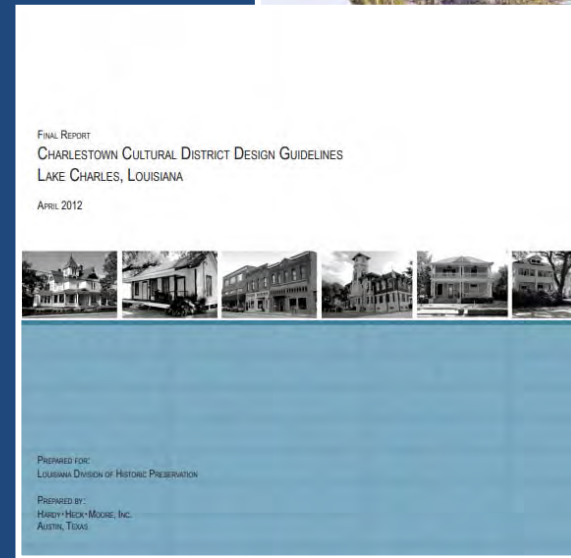 Final Report
Charlestown Cultural District Design Guidelines
Lake Charles, Louisiana
April 2012
Prepared for:
Louisiana Division of Historic Preservation
Prepared by:
Hardy·Heck·Moore, Inc.
Austin, Texas